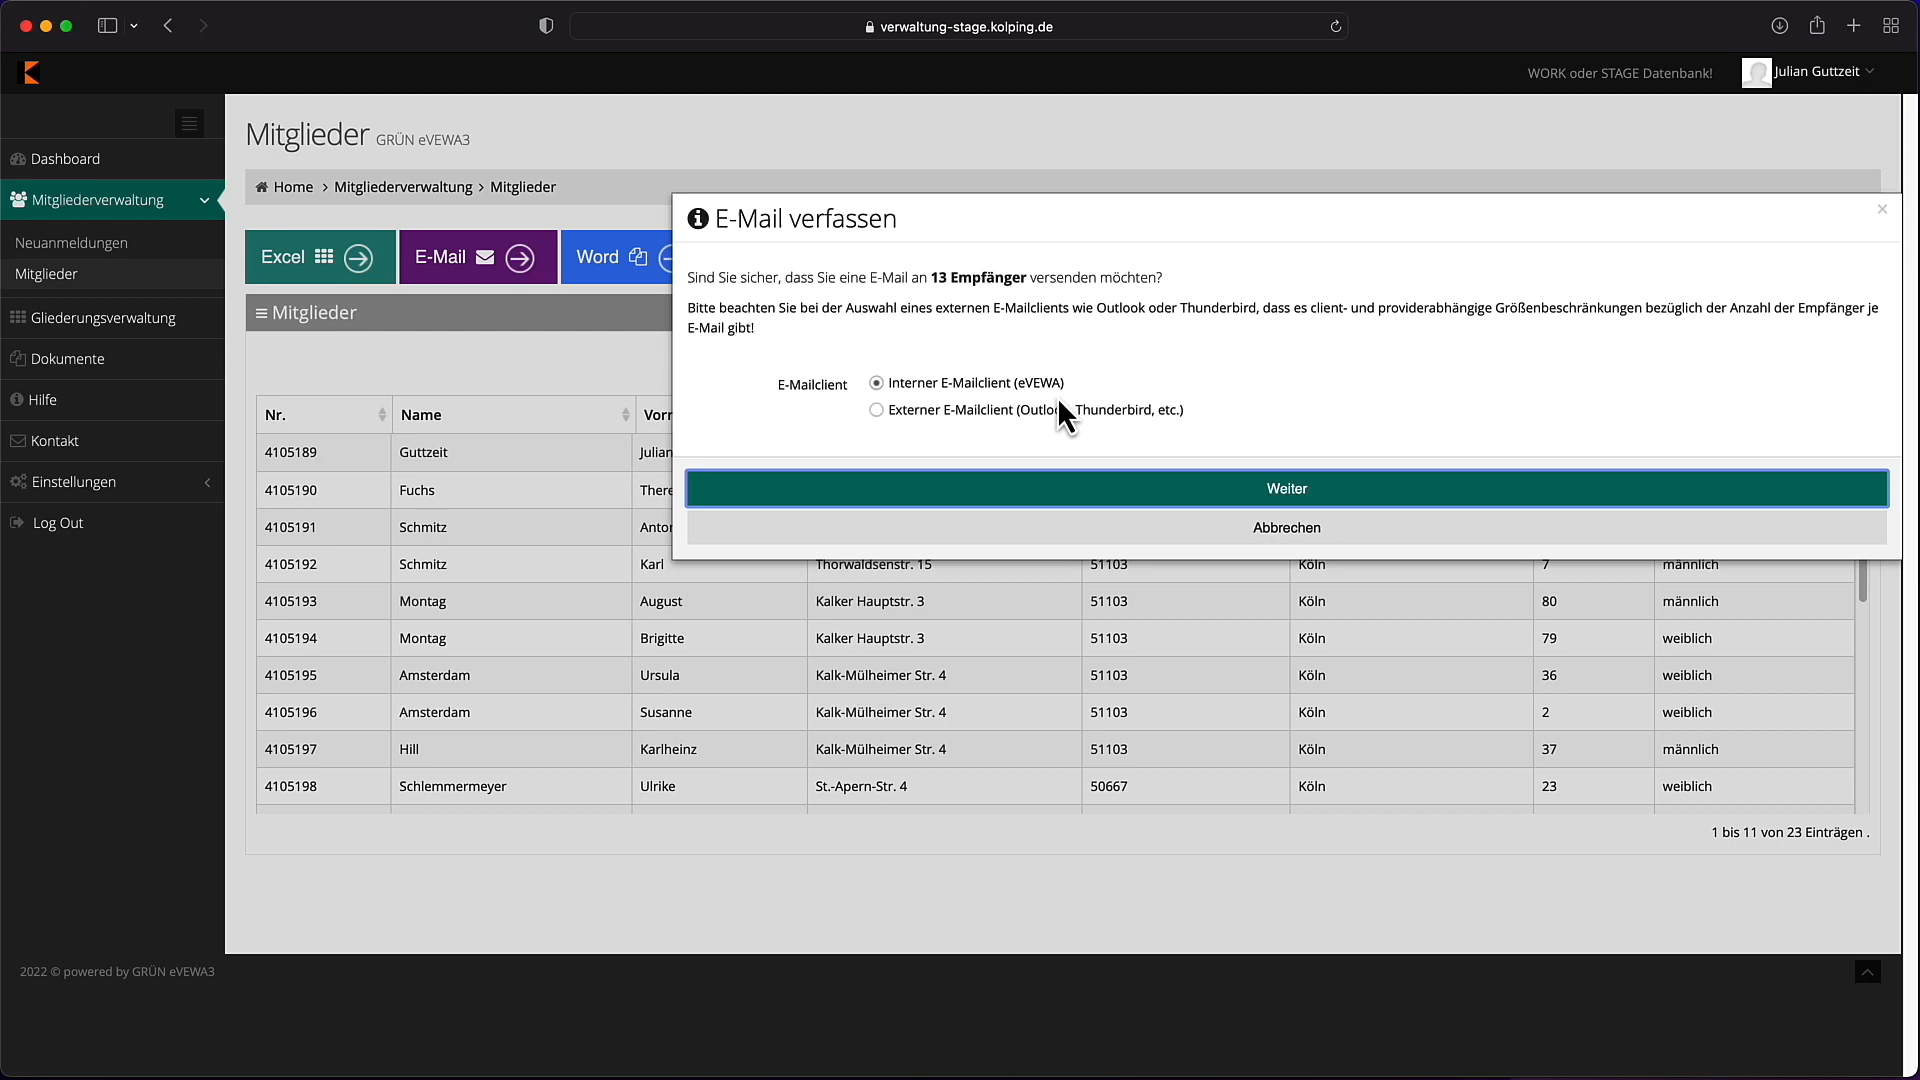 verwaltung-stage.kolping.de
WORK oder STAGE Datenbank!
Julian Guttzeit
Dashboard
Mitgliederverwaltung
Neuanmeldungen
Mitglieder
Gliederungsverwaltung
Dokumente
Hilfe
Kontakt
Einstellungen
Log Out
Mitglieder GRÜN eVEWA3
Home > Mitgliederverwaltung > Mitglieder
Excel
E-Mail
Word
Mitglieder
E-Mail verfassen
Sind Sie sicher, dass Sie eine E-Mail an 13 Empfänger versenden möchten?
Bitte beachten Sie bei der Auswahl eines externen E-Mailclients wie Outlook oder Thunderbird, dass es client- und providerabhängige Größenbeschränkungen bezüglich der Anzahl der Empfänger je
E-Mail gibt!
E-Mailclient
Interner E-Mailclient (eVEWA)
Externer E-Mailclient (Thunderbird, etc.)
Weiter
Abbrechen
Nr. Name
4105189 Guttzeit Julian
4105190 Fuchs
4105191 Schmitz
4105192 Schmitz Karl Thorwaldsenstr. 15 51103 Köln 7 männlich
4105193 Montag August Kalker Hauptstr. 3 51103 Köln 80 männlich
4105194 Montag Brigitte Kalker Hauptstr. 3 51103 Köln 79 weiblich
4105195 Amsterdam Ursula Kalk-Mülheimer Str. 4 51103 Köln 36 weiblich
4105196 Amsterdam Susanne Kalk-Mülheimer Str. 4 51103 Köln 2 weiblich
4105197 Hill Karlheinz Kalk-Mülheimer Str. 4 51103 Köln 37 männlich
4105198 Schlemmermeyer Ulrike St.-Apern-Str. 4 50667 Köln 23 weiblich
1 bis 11 von 23 Einträgen .
2022 © powered by GRÜN eVEWA3